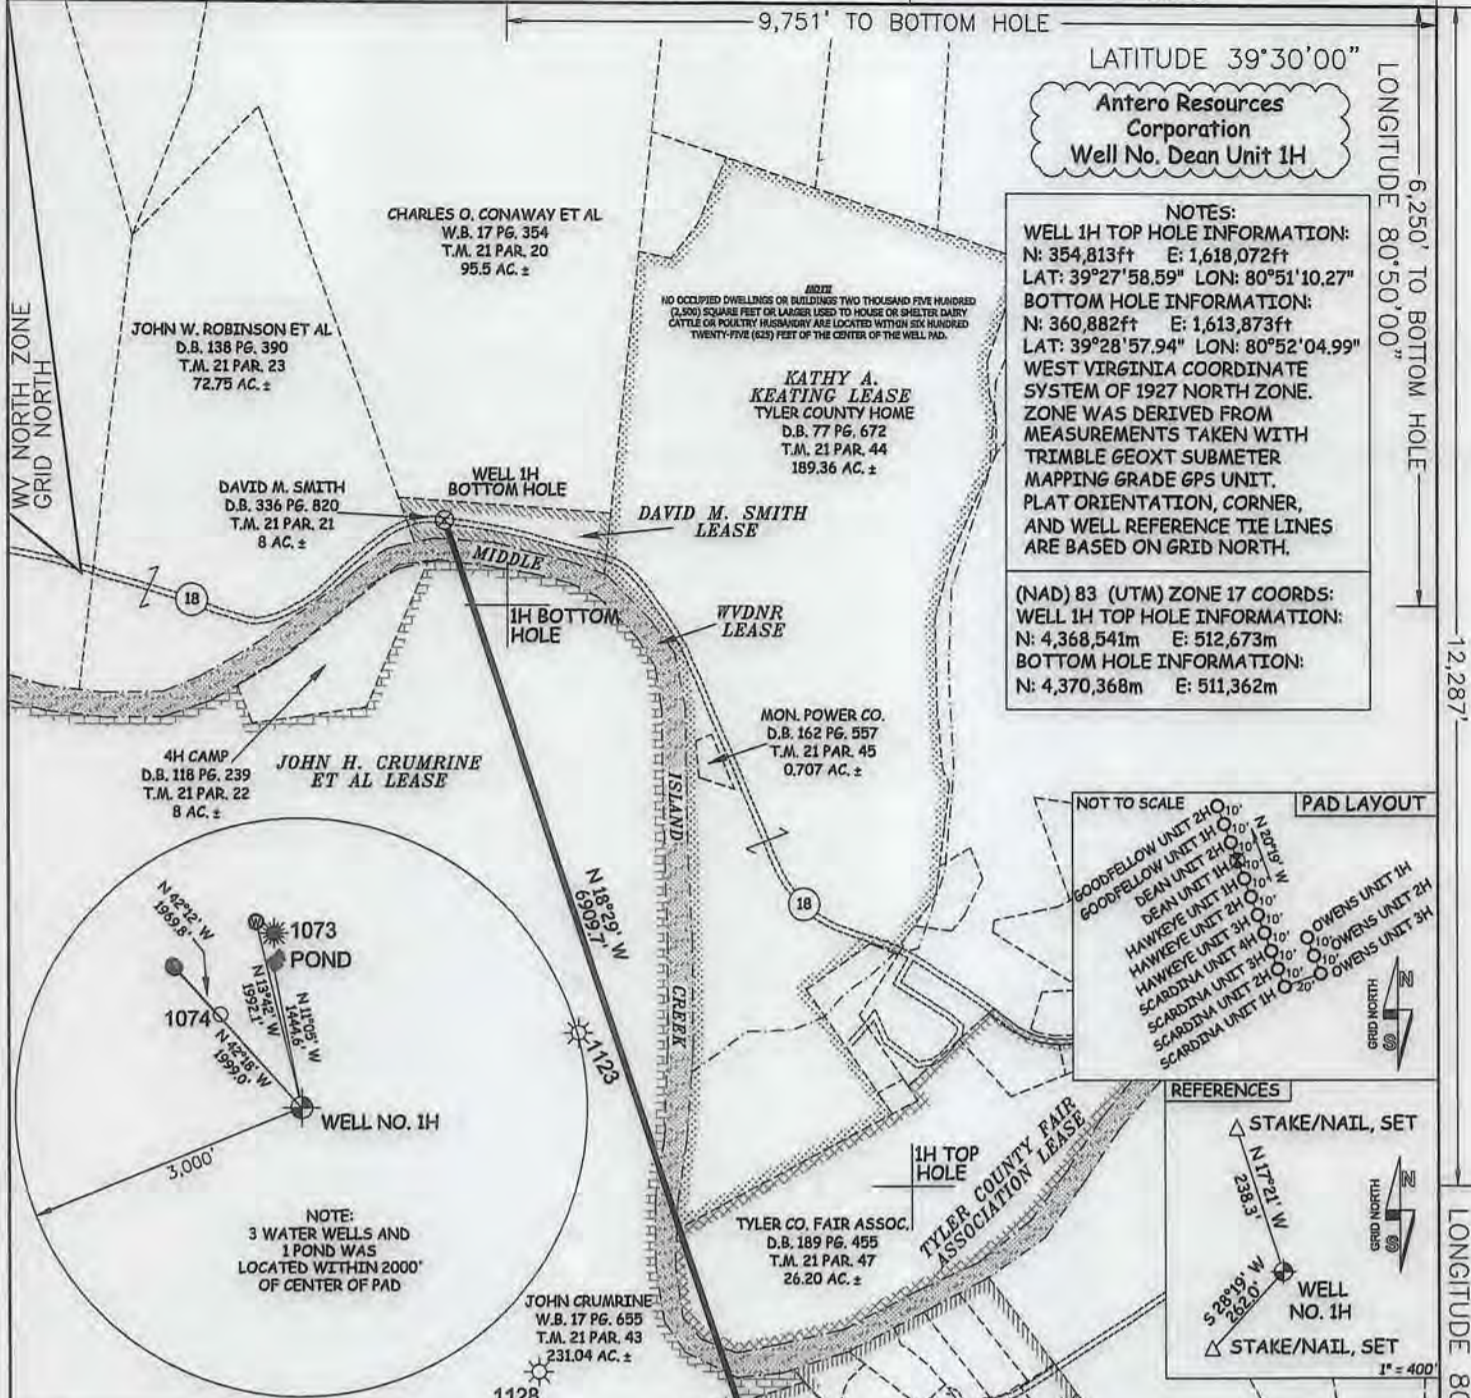 9,751' TO BOTTOM HOLE
LATITUDE 39°30'00"
Antero Resources
Corporation
Well No. Dean Unit 1H
LONGITUDE 80°50'00"
6,250' TO BOTTOM HOLE
12,287'
WV NORTH ZONE
GRID NORTH
CHARLES O. CONAWAY ET AL
W.B. 17 PG. 354
T.M. 21 PAR. 20
95.5 AC. ±
JOHN W. ROBINSON ET AL
D.B. 138 PG. 390
T.M. 21 PAR. 23
72.75 AC. ±
NOTE
NO OCCUPIED DWELLINGS OR BUILDINGS TWO THOUSAND FIVE HUNDRED
(2,500) SQUARE FEET OR LARGER USED TO HOUSE OR SHELTER DAIRY
CATTLE OR POULTRY HUSBANDRY ARE LOCATED WITHIN SIX HUNDRED
TWENTY-FIVE (625) FEET OF THE CENTER OF THE WELL PAD.
KATHY A.
KEATING LEASE
TYLER COUNTY HOME
D.B. 77 PG. 672
T.M. 21 PAR. 44
189.36 AC. ±
NOTES:
WELL 1H TOP HOLE INFORMATION:
N: 354,813ft E: 1,618,072ft
LAT: 39°27'58.59" LON: 80°51'10.27"
BOTTOM HOLE INFORMATION:
N: 360,882ft E: 1,613,873ft
LAT: 39°28'57.94" LON: 80°52'04.99"
WEST VIRGINIA COORDINATE
SYSTEM OF 1927 NORTH ZONE.
ZONE WAS DERIVED FROM
MEASUREMENTS TAKEN WITH
TRIMBLE GEOXT SUBMETER
MAPPING GRADE GPS UNIT.
PLAT ORIENTATION, CORNER,
AND WELL REFERENCE TIE LINES
ARE BASED ON GRID NORTH.
(NAD) 83 (UTM) ZONE 17 COORDS:
WELL 1H TOP HOLE INFORMATION:
N: 4,368,541m E: 512,673m
BOTTOM HOLE INFORMATION:
N: 4,370,368m E: 511,362m
DAVID M. SMITH
D.B. 336 PG. 820
T.M. 21 PAR. 21
8 AC. ±
WELL 1H
BOTTOM HOLE
DAVID M. SMITH
LEASE
MIDDLE
18
1H BOTTOM
HOLE
WVDNR
LEASE
4H CAMP
D.B. 118 PG. 239
T.M. 21 PAR. 22
8 AC. ±
JOHN H. CRUMRINE
ET AL LEASE
MON. POWER CO.
D.B. 162 PG. 557
T.M. 21 PAR. 45
0.707 AC. ±
ISLAND
CREEK
N 18°29' W
6909.7'
18
NOT TO SCALE
PAD LAYOUT
GOODFELLOW UNIT 2H
GOODFELLOW UNIT 1H
DEAN UNIT 2H
DEAN UNIT 1H
HAWKEYE UNIT 1H
HAWKEYE UNIT 2H
HAWKEYE UNIT 3H
SCARDINA UNIT 4H
SCARDINA UNIT 3H
SCARDINA UNIT 2H
SCARDINA UNIT 1H
10'
10'
10'
10'
10'
10'
10'
10'
10'
10'
N 20°19' W
OWENS UNIT 1H
OWENS UNIT 2H
OWENS UNIT 3H
10'
10'
20'
GRID NORTH
N
S
N 42°12' W
1969.8'
1073
POND
1074
N 13°42' W
1992.1'
N 11°05' W
1444.6'
N 42°18' W
1999.0'
WELL NO. 1H
3,000'
NOTE:
3 WATER WELLS AND
1 POND WAS
LOCATED WITHIN 2000'
OF CENTER OF PAD
1123
1H TOP
HOLE
TYLER COUNTY FAIR
ASSOCIATION LEASE
TYLER CO. FAIR ASSOC.
D.B. 189 PG. 455
T.M. 21 PAR. 47
26.20 AC. ±
JOHN CRUMRINE
W.B. 17 PG. 655
T.M. 21 PAR. 43
231.04 AC. ±
1128
REFERENCES
STAKE/NAIL, SET
N 17°21' W
238.3'
GRID NORTH
N
S
WELL
NO. 1H
S 28°19' W
262.0'
STAKE/NAIL, SET
1" = 400'
LONGITUDE 80